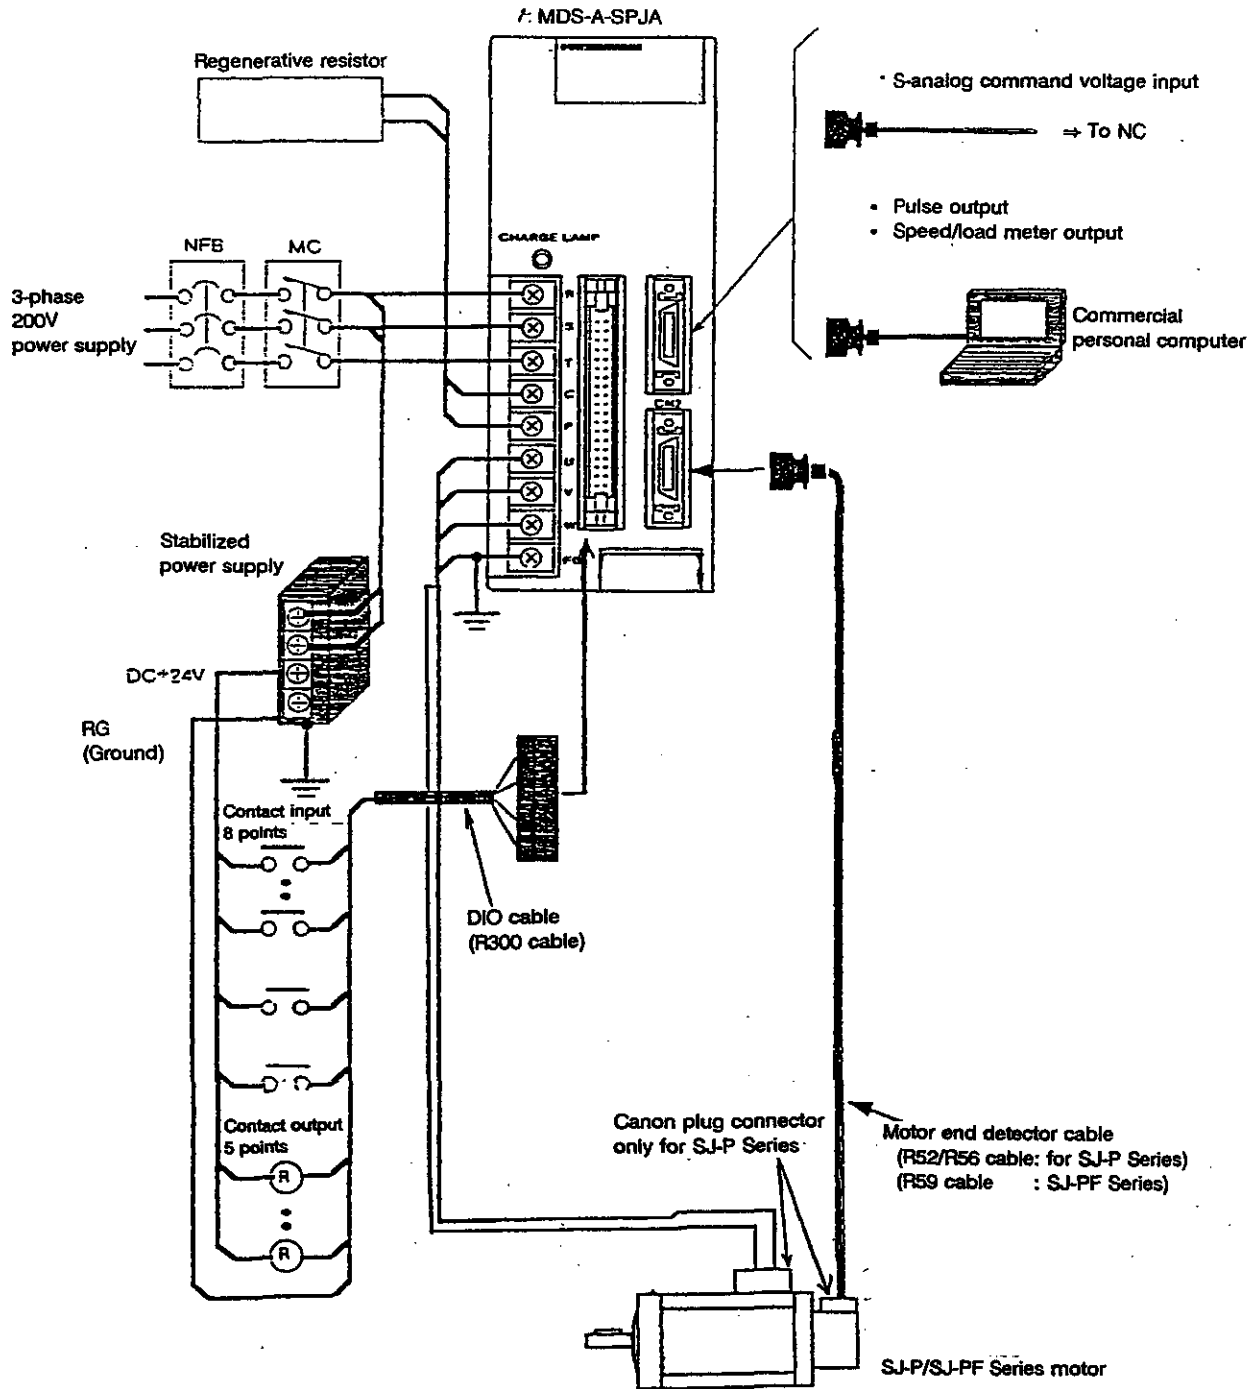 MDS-A-SPJA
Regenerative resistor
S-analog command voltage input
⇒ To NC
• Pulse output
• Speed/load meter output
CHARGE LAMP
NFB
MC
3-phase
200V
power supply
Commercial
personal computer
R
S
T
C
P
U
V
W
FG
CN2
Stabilized
power supply
DC+24V
RG
(Ground)
Contact input
8 points
DIO cable
(R300 cable)
Contact output
5 points
R
R
Canon plug connector
only for SJ-P Series
Motor end detector cable
(R52/R56 cable: for SJ-P Series)
(R59 cable : SJ-PF Series)
SJ-P/SJ-PF Series motor